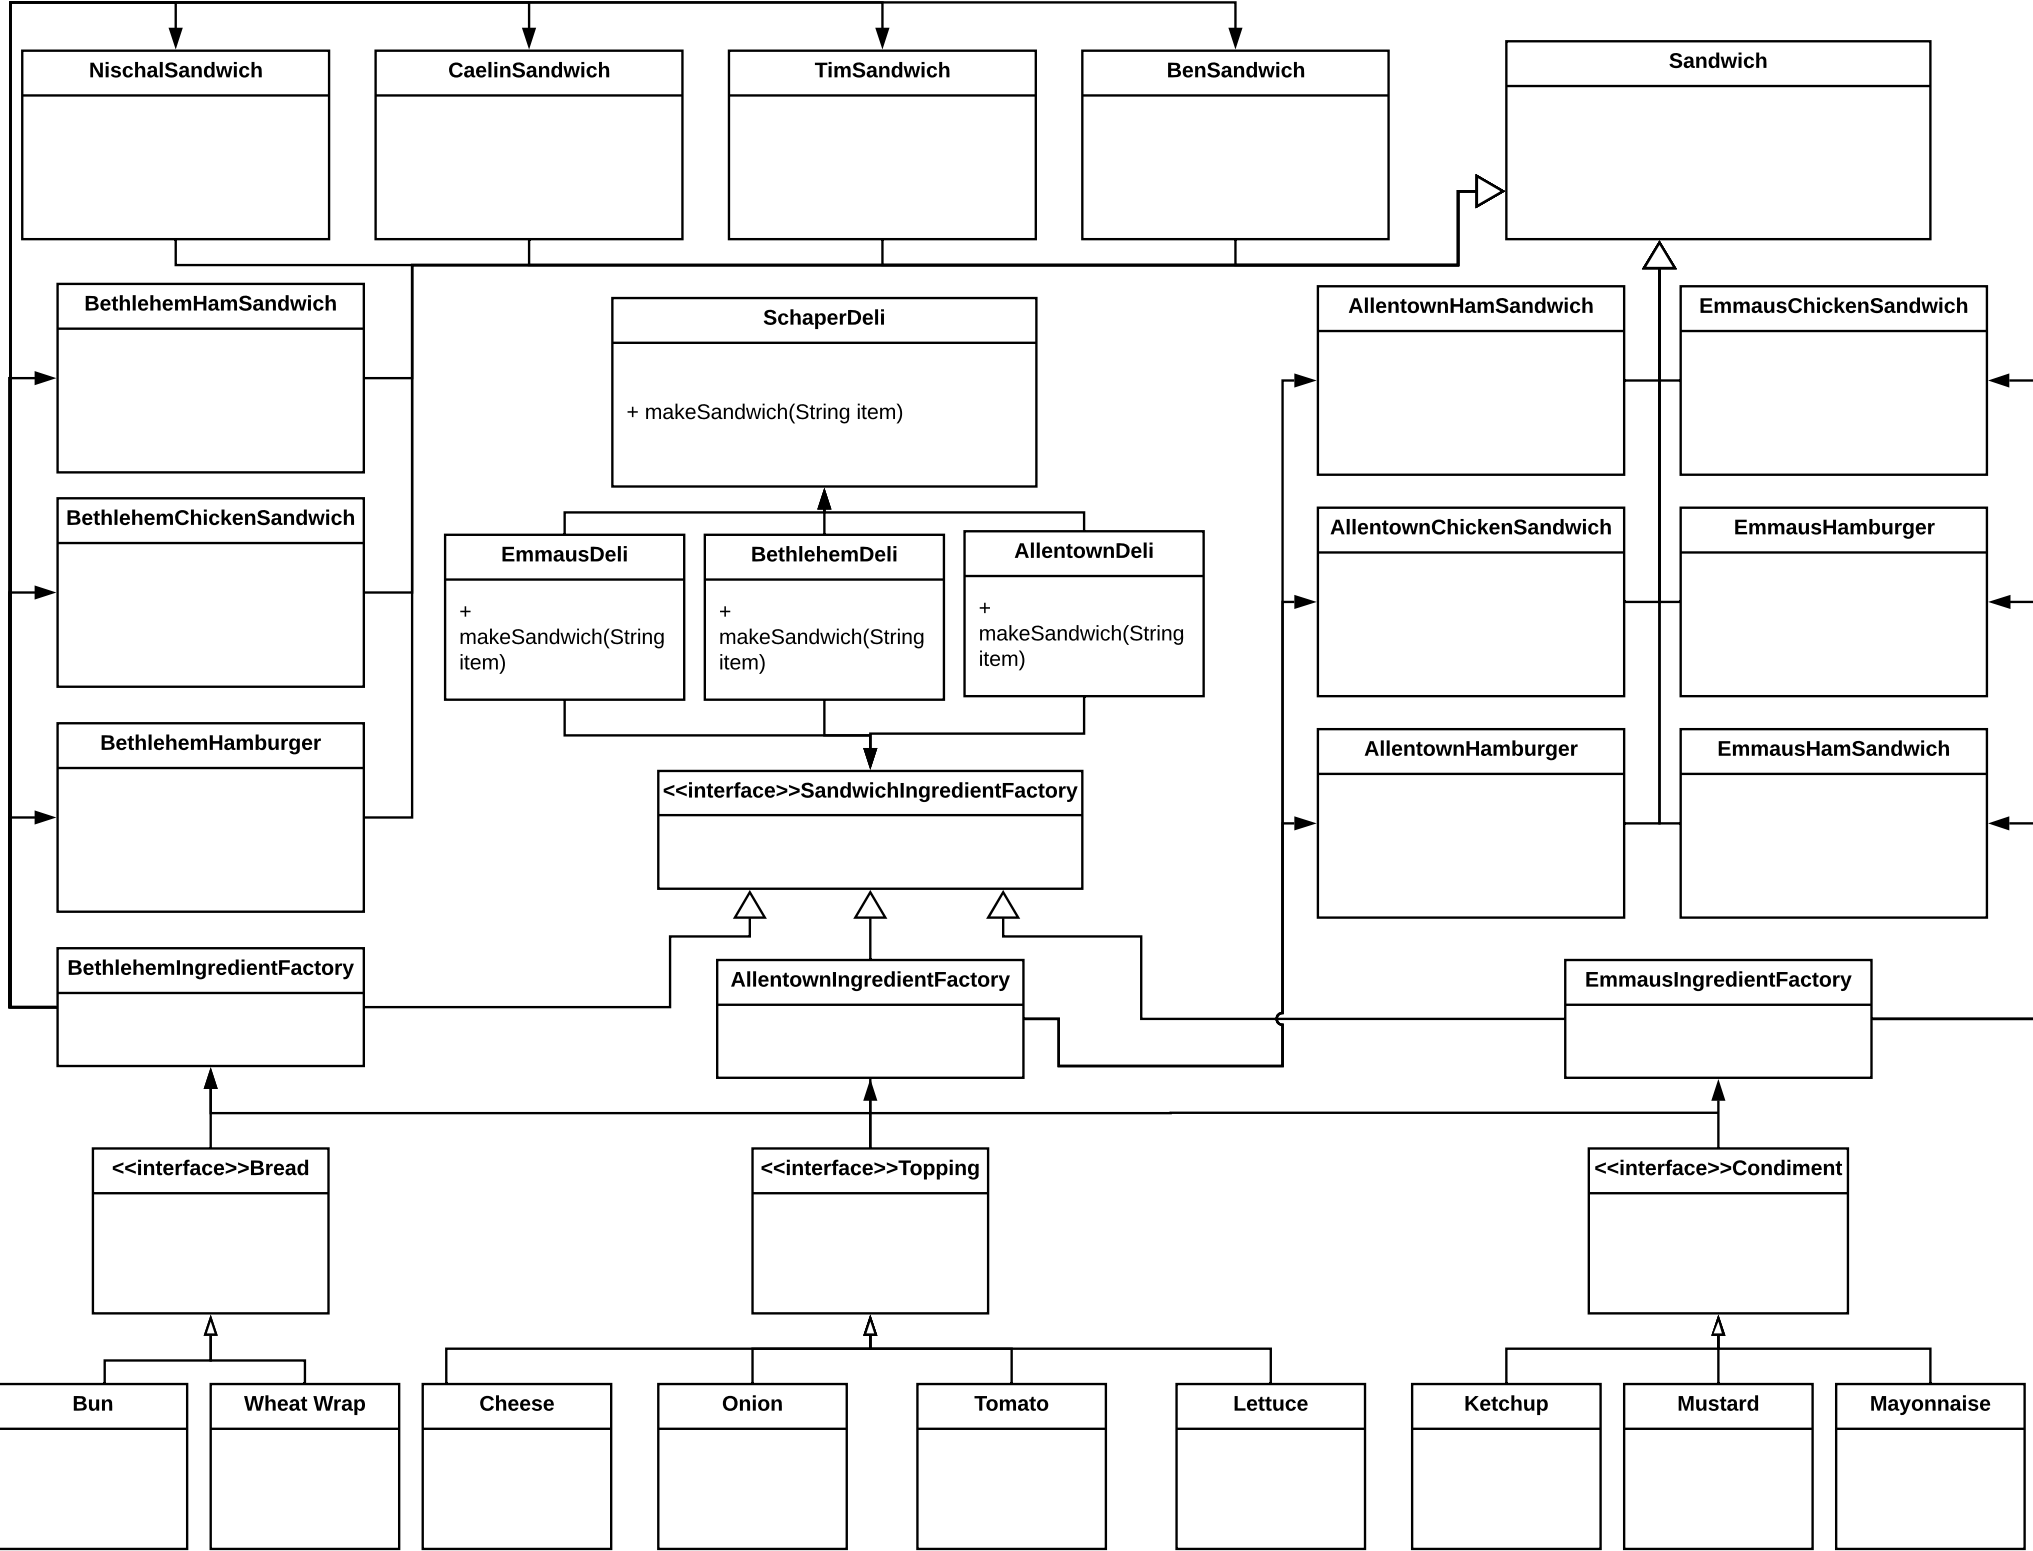 NischalSandwich
CaelinSandwich
TimSandwich
BenSandwich
Sandwich
BethlehemHamSandwich
SchaperDeli
+ makeSandwich(String item)
AllentownHamSandwich
EmmausChickenSandwich
BethlehemChickenSandwich
AllentownChickenSandwich
EmmausHamburger
EmmausDeli
+
makeSandwich(String
item)
BethlehemDeli
+
makeSandwich(String
item)
AllentownDeli
+
makeSandwich(String
item)
BethlehemHamburger
AllentownHamburger
EmmausHamSandwich
<<interface>>SandwichIngredientFactory
BethlehemIngredientFactory
AllentownIngredientFactory
EmmausIngredientFactory
<<interface>>Bread
<<interface>>Topping
<<interface>>Condiment
Bun
Wheat Wrap
Cheese
Onion
Tomato
Lettuce
Ketchup
Mustard
Mayonnaise